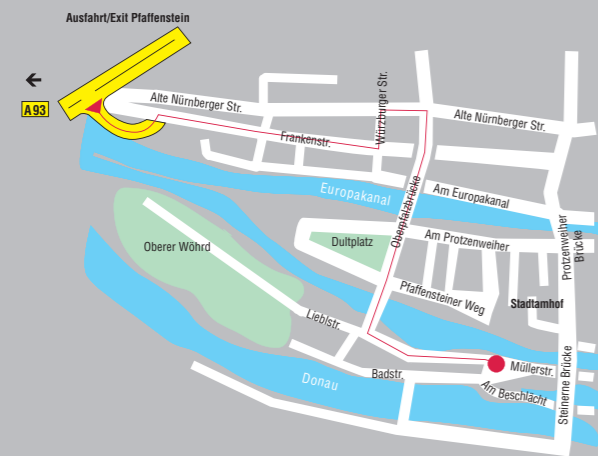 Ausfahrt/Exit Pfaffenstein
A93
Alte Nürnberger Str.
Würzburger Str.
Alte Nürnberger Str.
Frankenstr.
Europakanal
Am Europakanal
Oberpfalzbrücke
Protzenweiher
Brücke
Oberer Wöhrd
Dultplatz
Am Protzenweiher
Pfaffensteiner Weg
Stadtamhof
Lieblstr.
Müllerstr.
Badstr.
Donau
Am Beschlächt
Steinerne Brücke